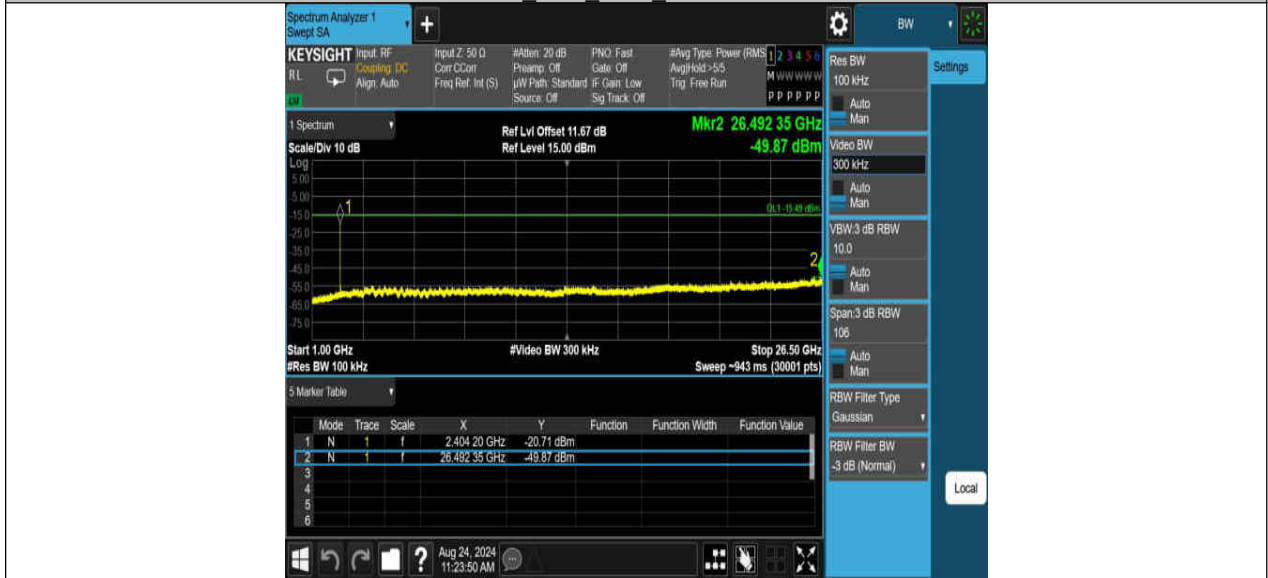 Spectrum Analyzer 1
Swept SA
+
BW
KEYSIGHT
RL
LM
Input: RF
Coupling: DC
Align: Auto
Input Z: 50 Ω
Corr CCorr
Freq Ref: Int (S)
#Atten: 20 dB
Preamp: Off
µW Path: Standard
Source: Off
PNO: Fast
Gate: Off
IF Gain: Low
Sig Track: Off
#Avg Type: Power (RMS
Avg|Hold:>5/5
Trig: Free Run
1 2 3 4 5 6
M W W W W W
P P P P P P
1 Spectrum
Scale/Div 10 dB
Ref Lvl Offset 11.67 dB
Ref Level 15.00 dBm
Mkr2 26.492 35 GHz
-49.87 dBm
Log
5.00
-5.00
-15.0
-25.0
-35.0
-45.0
-55.0
-65.0
-75.0
1
DL1 -15.49 dBm
2
Start 1.00 GHz
#Res BW 100 kHz
#Video BW 300 kHz
Stop 26.50 GHz
Sweep ~943 ms (30001 pts)
5 Marker Table
Mode Trace Scale X Y Function Function Width Function Value
1 N 1 f 2.404 20 GHz -20.71 dBm
2 N 1 f 26.492 35 GHz -49.87 dBm
3
4
5
6
Res BW
100 kHz
Auto
Man
Video BW
300 kHz
Auto
Man
VBW:3 dB RBW
10.0
Auto
Man
Span:3 dB RBW
106
Auto
Man
RBW Filter Type
Gaussian
RBW Filter BW
-3 dB (Normal)
Settings
Local
?
Aug 24, 2024
11:23:50 AM